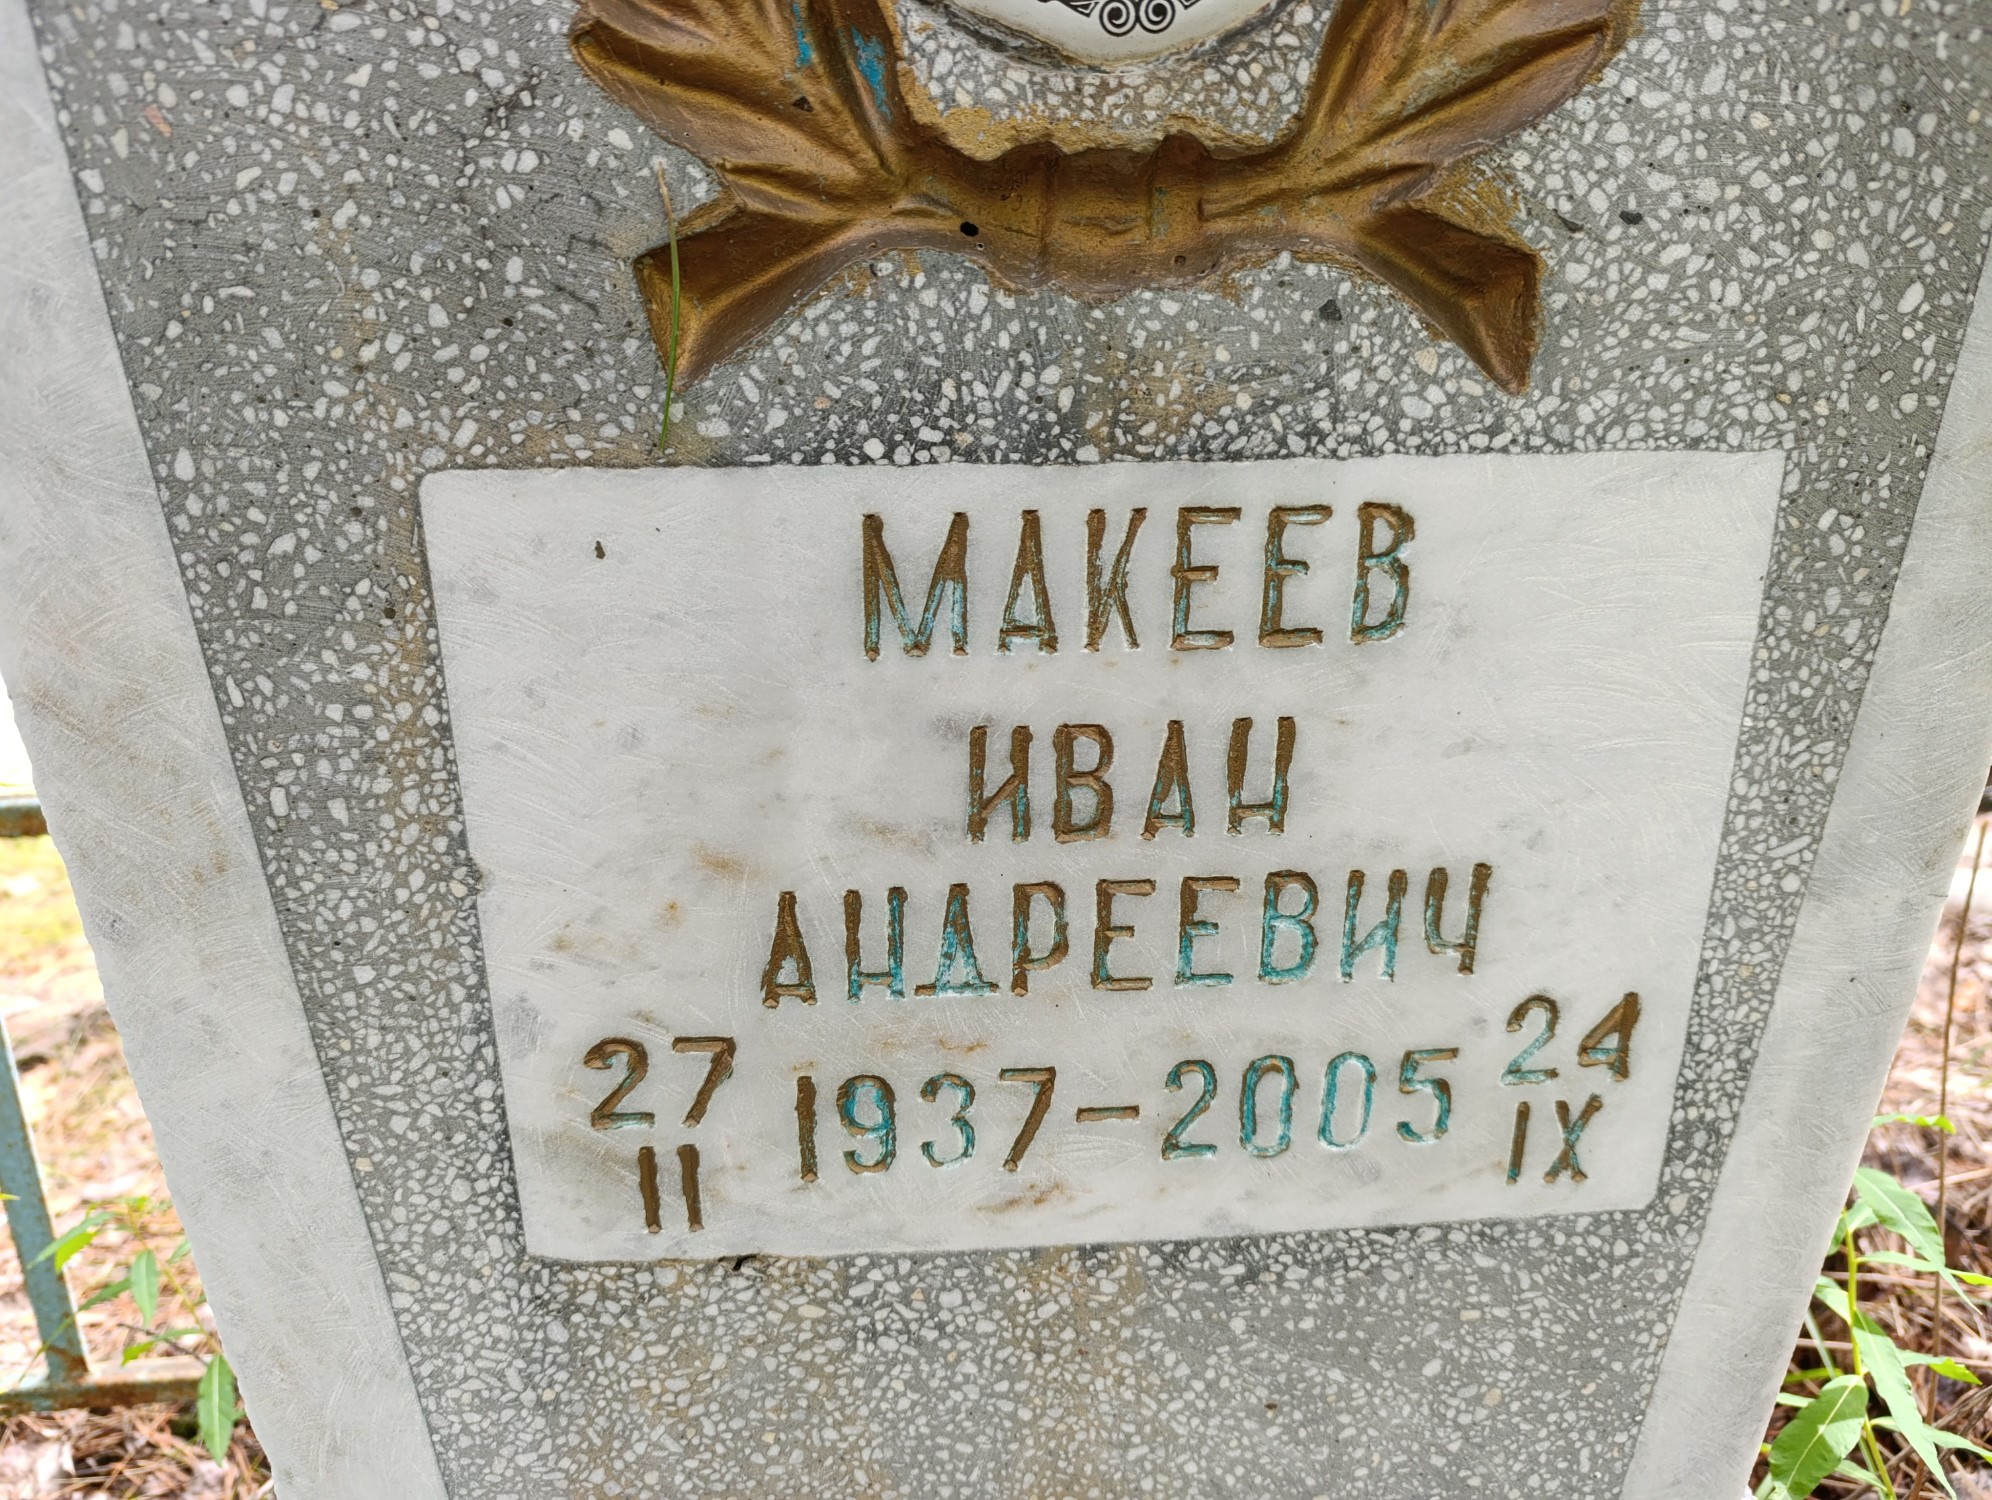 МАКЕЕВ
ИВАН
АНДРЕЕВИЧ
27 1937-2005 24
II IX